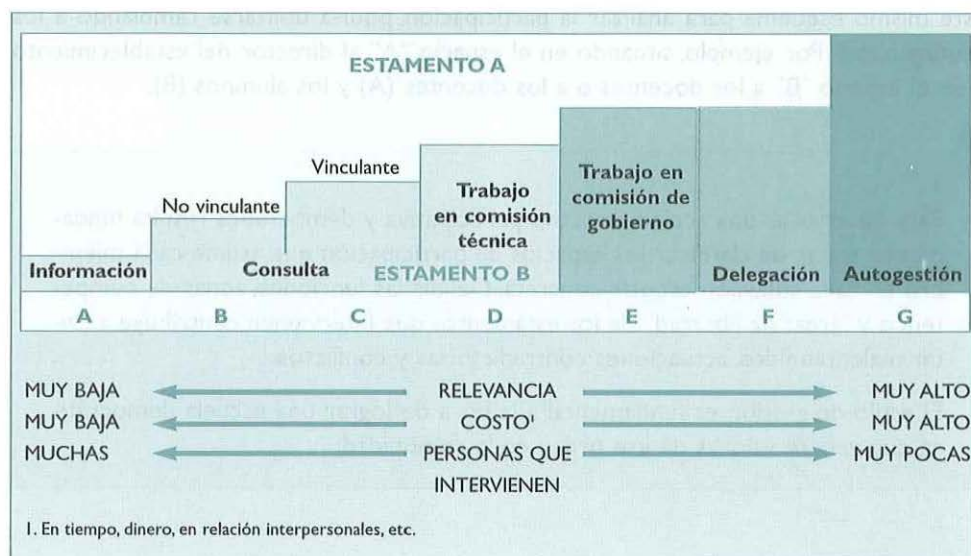 ESTAMENTO A
Vinculante
No vinculante
Trabajo
en comisión
técnica
Trabajo en
comisión de
gobierno
Información
Consulta
ESTAMENTO B
Delegación
Autogestión
A B C D E F G
MUY BAJA RELEVANCIA MUY ALTO
MUY BAJA COSTO¹ MUY ALTO
MUCHAS PERSONAS QUE MUY POCAS
INTERVIENEN
1. En tiempo, dinero, en relación interpersonales, etc.